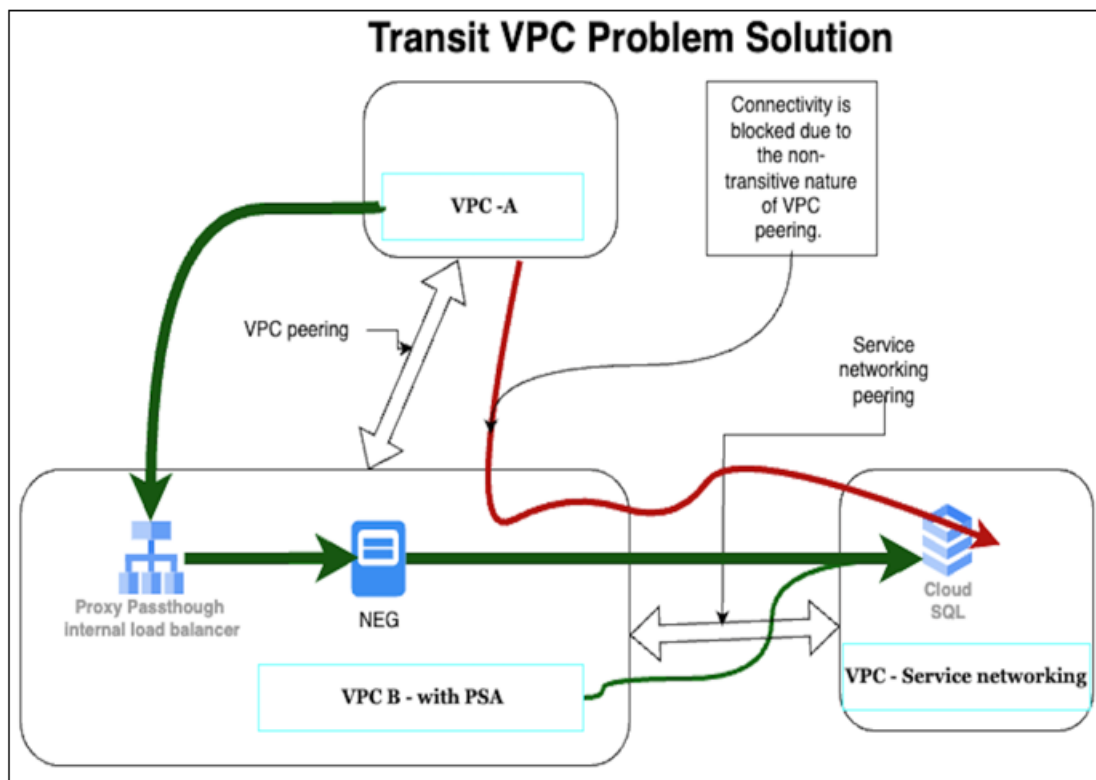 Transit VPC Problem Solution
VPC -A
Connectivity is
blocked due to
the non-
transitive nature
of VPC
peering.
VPC peering
Service
networking
peering
Proxy Passthough
internal load balancer
NEG
Cloud
SQL
VPC B - with PSA
VPC - Service networking